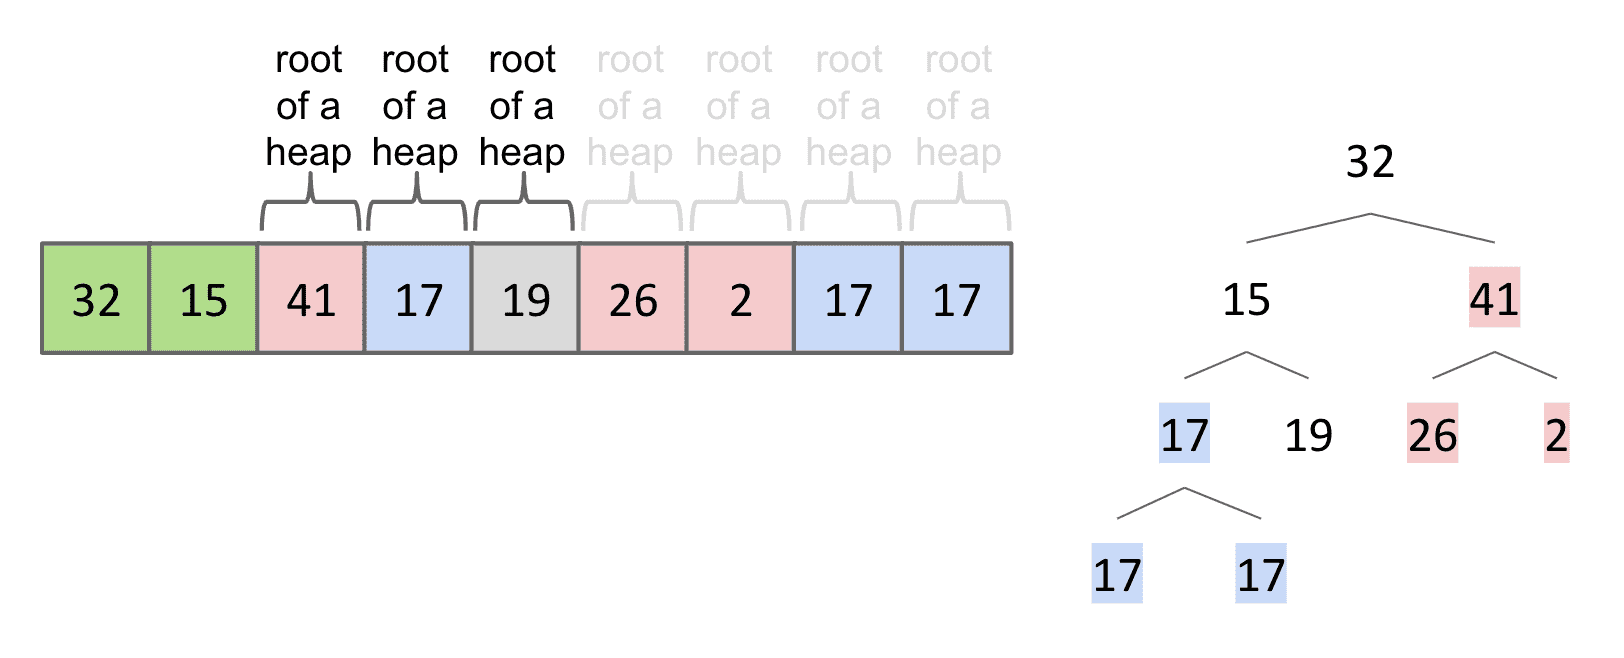 root root root root root root root
of a of a of a of a of a of a of a
heap heap heap heap heap heap heap
32 15 41 17 19 26 2 17 17
32
15 41
17 19 26 2
17 17